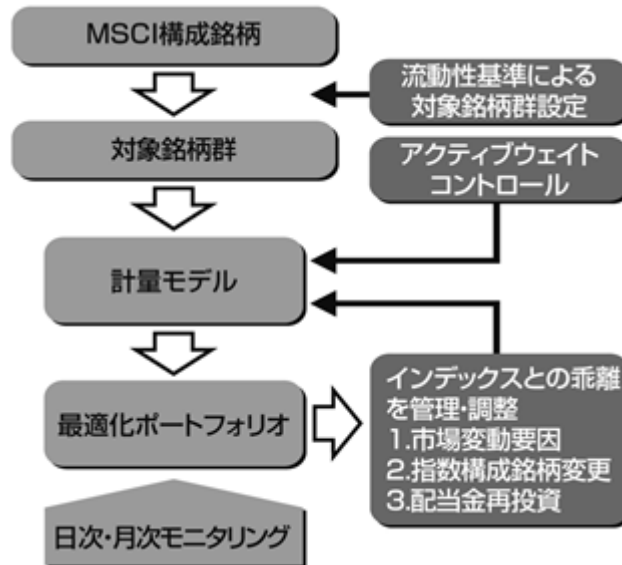 MSCI構成銘柄
流動性基準による
対象銘柄群設定
対象銘柄群
アクティブウェイト
コントロール
計量モデル
最適化ポートフォリオ
インデックスとの乖離
を管理・調整
1.市場変動要因
2.指数構成銘柄変更
3.配当金再投資
日次・月次モニタリング